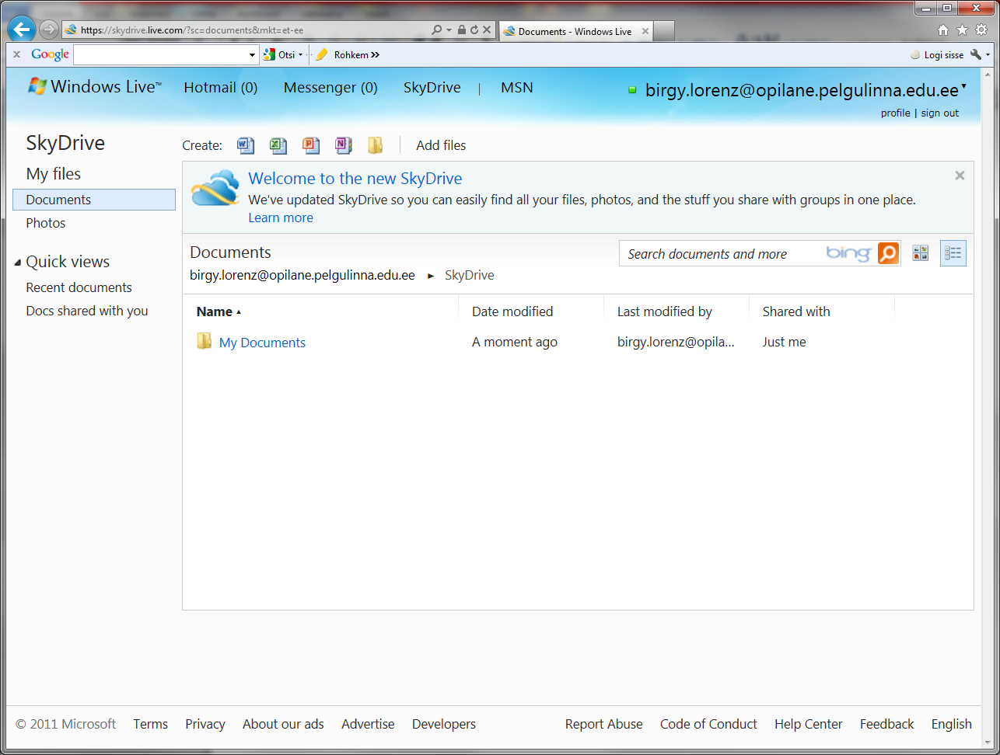 https://skydrive.live.com/?sc=documents&mkt=et-ee
Documents - Windows Live
Google
Otsi
Rohkem »
Logi sisse
Windows Live™
Hotmail (0)
Messenger (0)
SkyDrive
|
MSN
birgy.lorenz@opilane.pelgulinna.edu.ee
profile | sign out
SkyDrive
My files
Documents
Photos
Quick views
Recent documents
Docs shared with you
Create:
Add files
Welcome to the new SkyDrive
We've updated SkyDrive so you can easily find all your files, photos, and the stuff you share with groups in one place.
Learn more
Documents
Search documents and more
bing
birgy.lorenz@opilane.pelgulinna.edu.ee ▸ SkyDrive
Name
Date modified
Last modified by
Shared with
My Documents
A moment ago
birgy.lorenz@opila...
Just me
© 2011 Microsoft
Terms
Privacy
About our ads
Advertise
Developers
Report Abuse
Code of Conduct
Help Center
Feedback
English